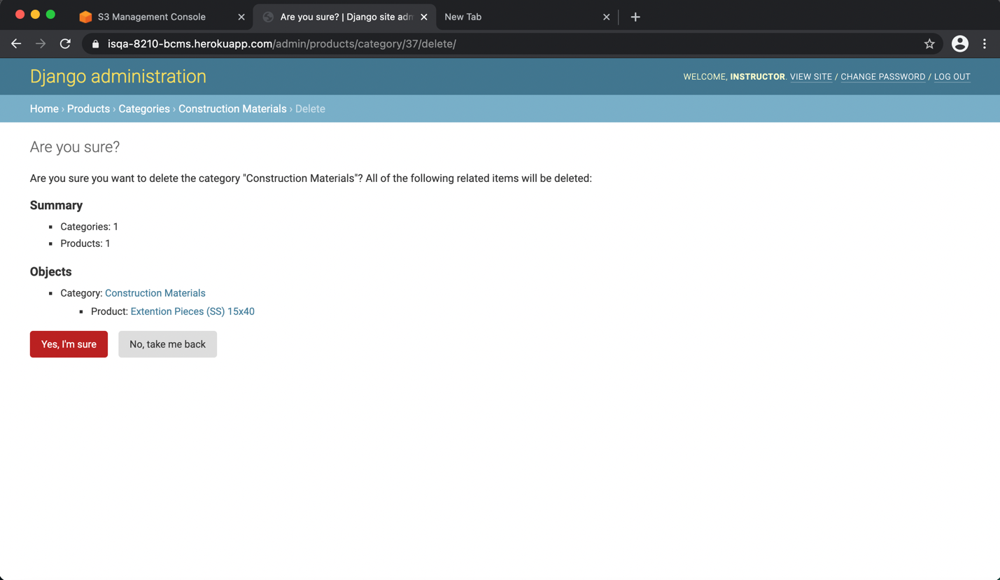 S3 Management Console
Are you sure? | Django site adm
New Tab
isqa-8210-bcms.herokuapp.com/admin/products/category/37/delete/
Django administration
WELCOME, INSTRUCTOR. VIEW SITE / CHANGE PASSWORD / LOG OUT
Home › Products › Categories › Construction Materials › Delete
Are you sure?
Are you sure you want to delete the category "Construction Materials"? All of the following related items will be deleted:
Summary
Categories: 1
Products: 1
Objects
Category: Construction Materials
Product: Extention Pieces (SS) 15x40
Yes, I'm sure
No, take me back